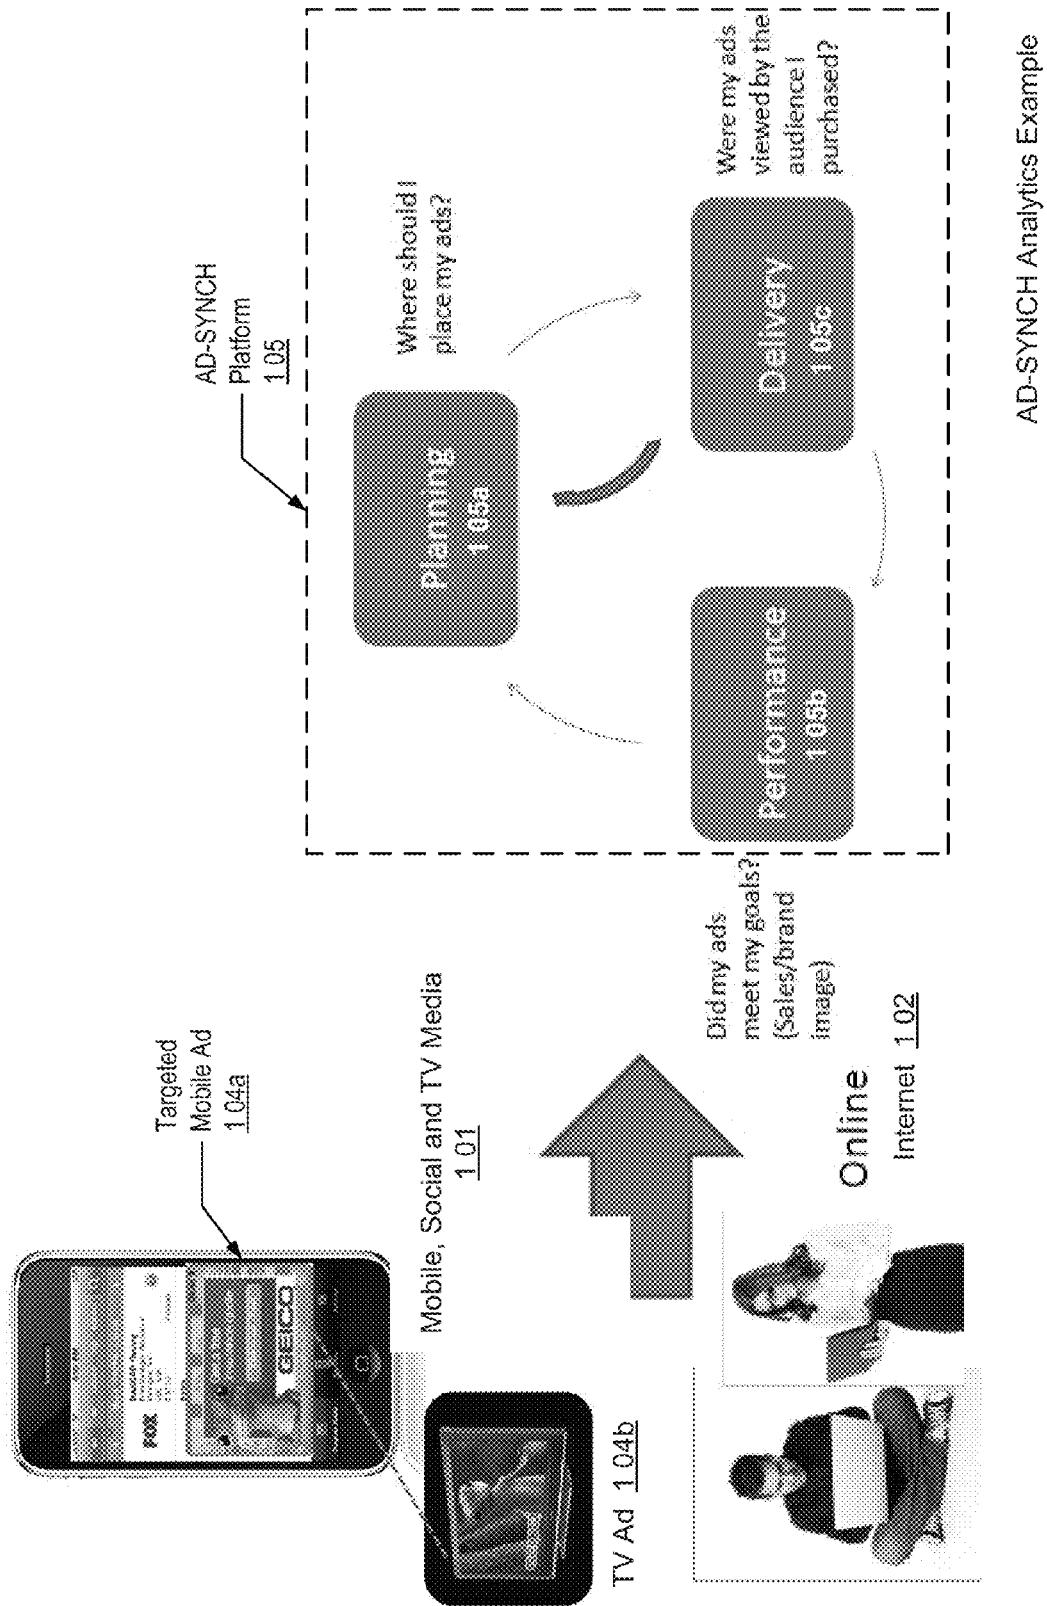 Targeted
Mobile Ad
104a
FOX
GEICO
Mobile, Social and TV Media
101
TV Ad 104b
Online
Internet 102
AD-SYNCH
Platform
105
Planning
105a
Where should I
place my ads?
Performance
105b
Did my ads
meet my goals?
(Sales/brand
image)
Delivery
105c
Were my ads
viewed by the
audience I
purchased?
AD-SYNCH Analytics Example